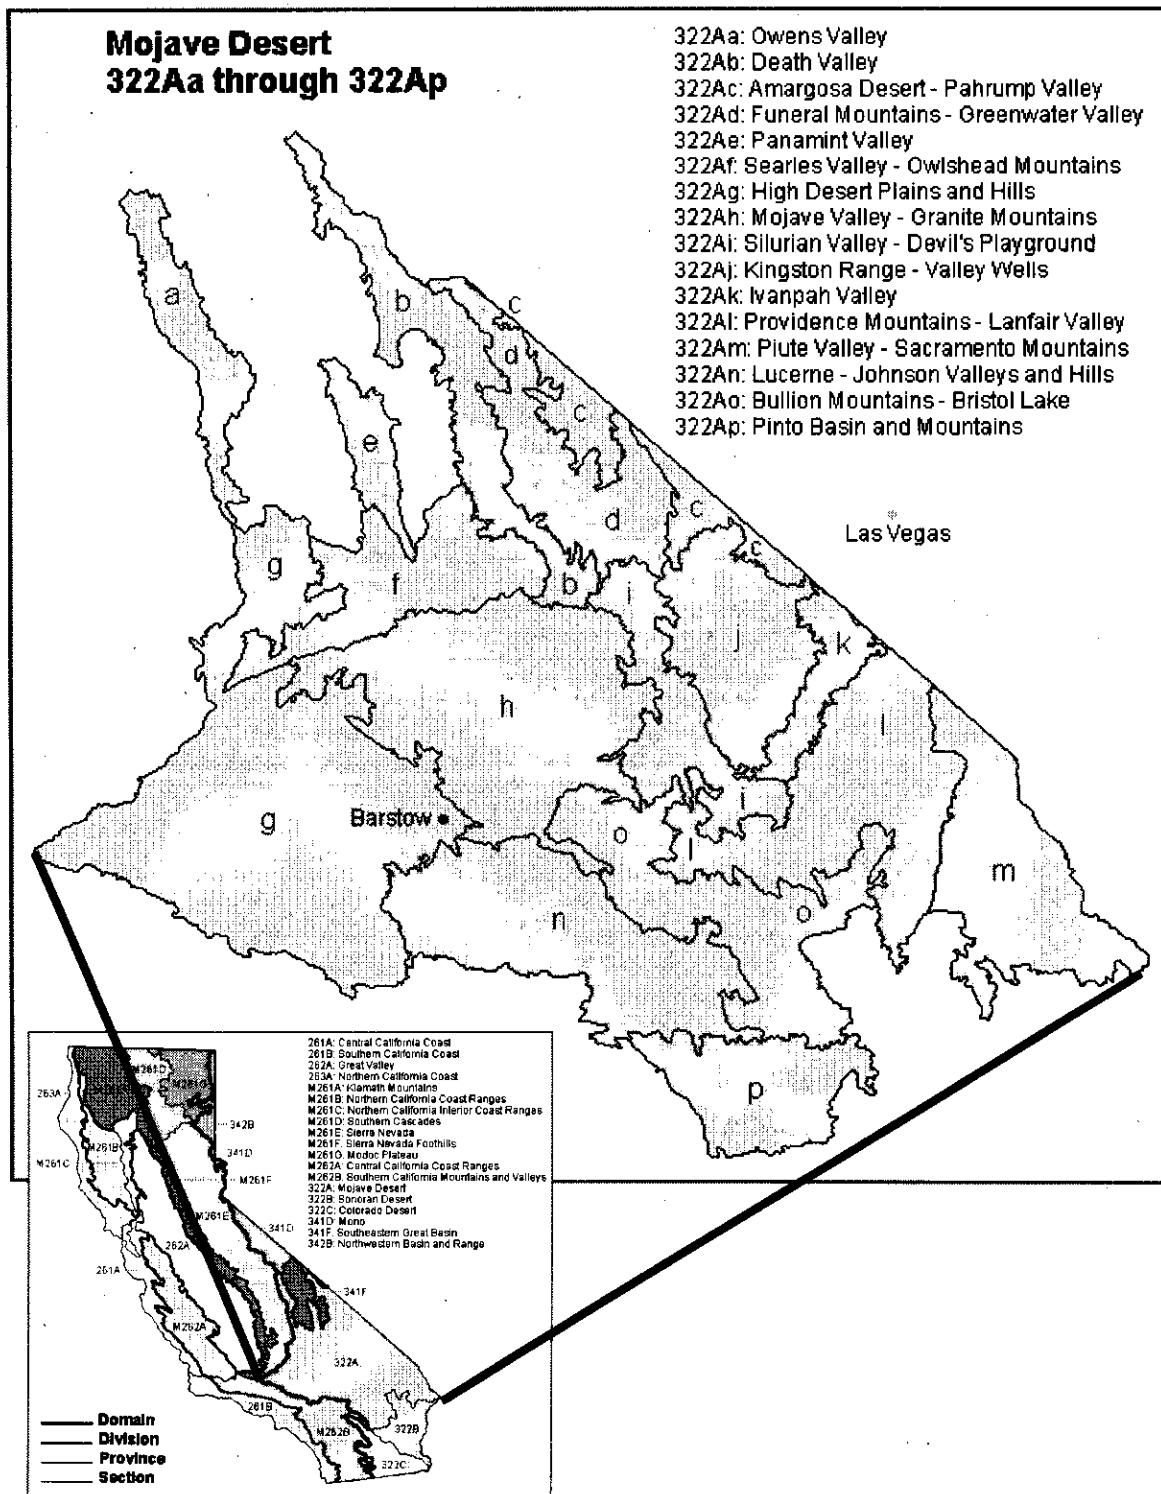 Mojave Desert
322Aa through 322Ap
322Aa: Owens Valley
322Ab: Death Valley
322Ac: Amargosa Desert - Pahrump Valley
322Ad: Funeral Mountains - Greenwater Valley
322Ae: Panamint Valley
322Af: Searles Valley - Owlshead Mountains
322Ag: High Desert Plains and Hills
322Ah: Mojave Valley - Granite Mountains
322Ai: Silurian Valley - Devil's Playground
322Aj: Kingston Range - Valley Wells
322Ak: Ivanpah Valley
322Al: Providence Mountains - Lanfair Valley
322Am: Piute Valley - Sacramento Mountains
322An: Lucerne - Johnson Valleys and Hills
322Ao: Bullion Mountains - Bristol Lake
322Ap: Pinto Basin and Mountains
a
b
c
d
e
c
c
d
Las Vegas
g
f
b
i
c
j
k
h
l
g
Barstow
o
i
l
m
n
o
p
261A: Central California Coast
261B: Southern California Coast
262A: Great Valley
263A: Northern California Coast
M261A: Klamath Mountains
M261B: Northern California Coast Ranges
M261C: Northern California Interior Coast Ranges
M261D: Southern Cascades
M261E: Sierra Nevada
M261F: Sierra Nevada Foothills
M261G: Modoc Plateau
M262A: Central California Coast Ranges
M262B: Southern California Mountains and Valleys
322A: Mojave Desert
322B: Sonoran Desert
322C: Colorado Desert
341D: Mono
341F: Southeastern Great Basin
342B: Northwestern Basin and Range
M261D
M261G
263A
342B
M261B
341D
M261C
M261F
M261E
341D
262A
261A
341F
M262A
322A
261B
M262B
322B
322C
Domain
Division
Province
Section